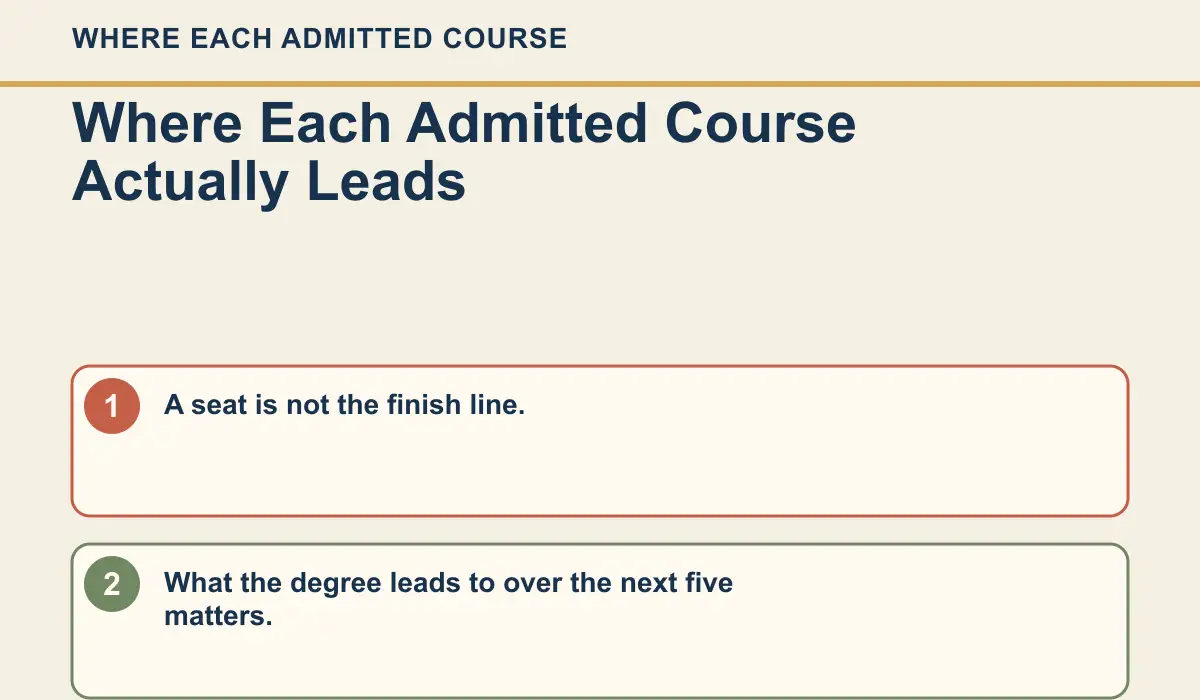 WHERE EACH ADMITTED COURSE
Where Each Admitted Course
Actually Leads
1
A seat is not the finish line.
2
What the degree leads to over the next five
matters.